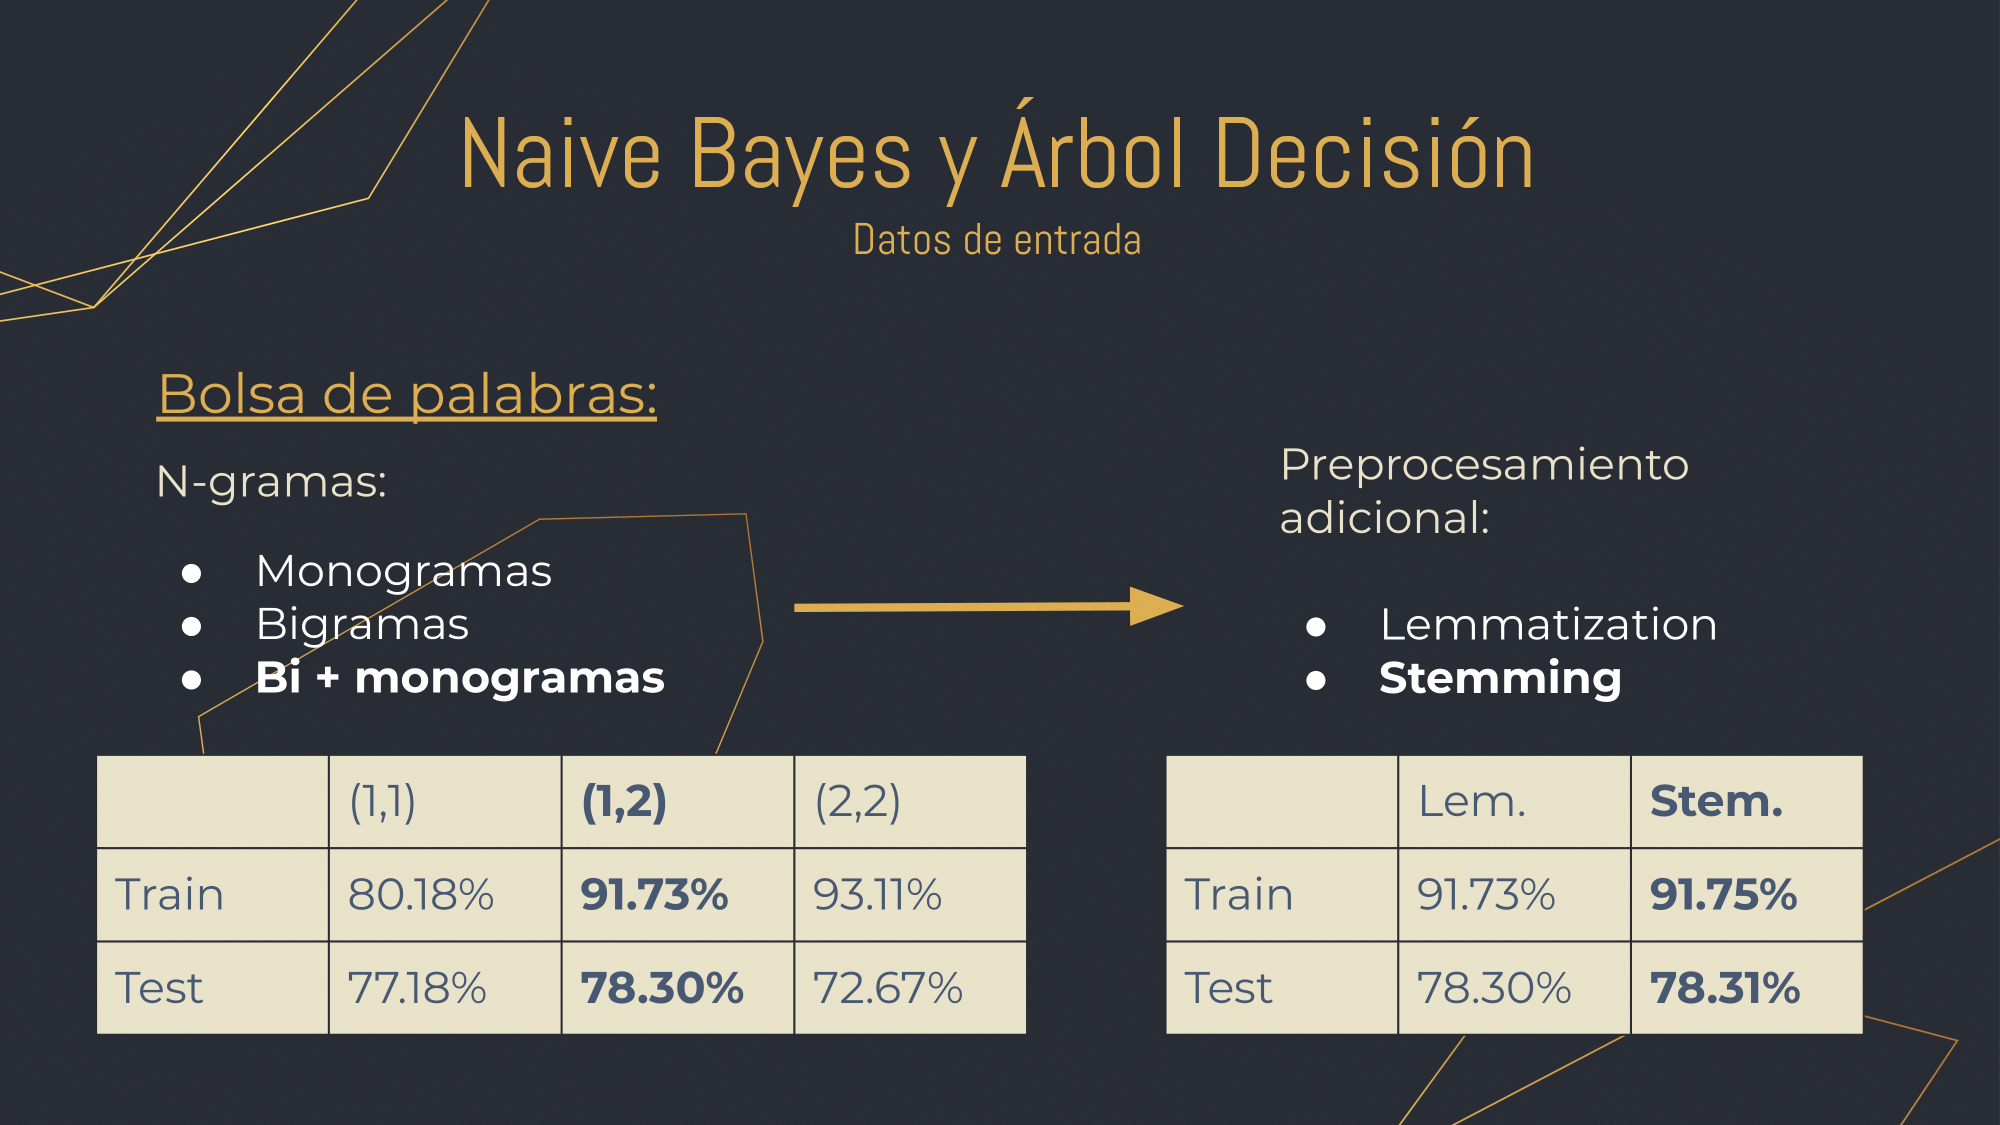 Naive Bayes y Árbol Decisión
Datos de entrada
Bolsa de palabras:
N-gramas:
● Monogramas
● Bigramas
● Bi + monogramas
Preprocesamiento
adicional:
● Lemmatization
● Stemming
(1,1) (1,2) (2,2)
Train 80.18% 91.73% 93.11%
Test 77.18% 78.30% 72.67%
Lem. Stem.
Train 91.73% 91.75%
Test 78.30% 78.31%